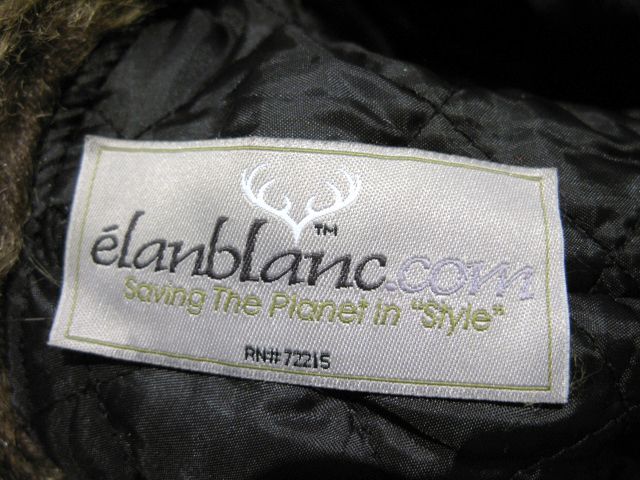 ™
élanblanc.com
Saving The Planet In "Style"
RN#72215